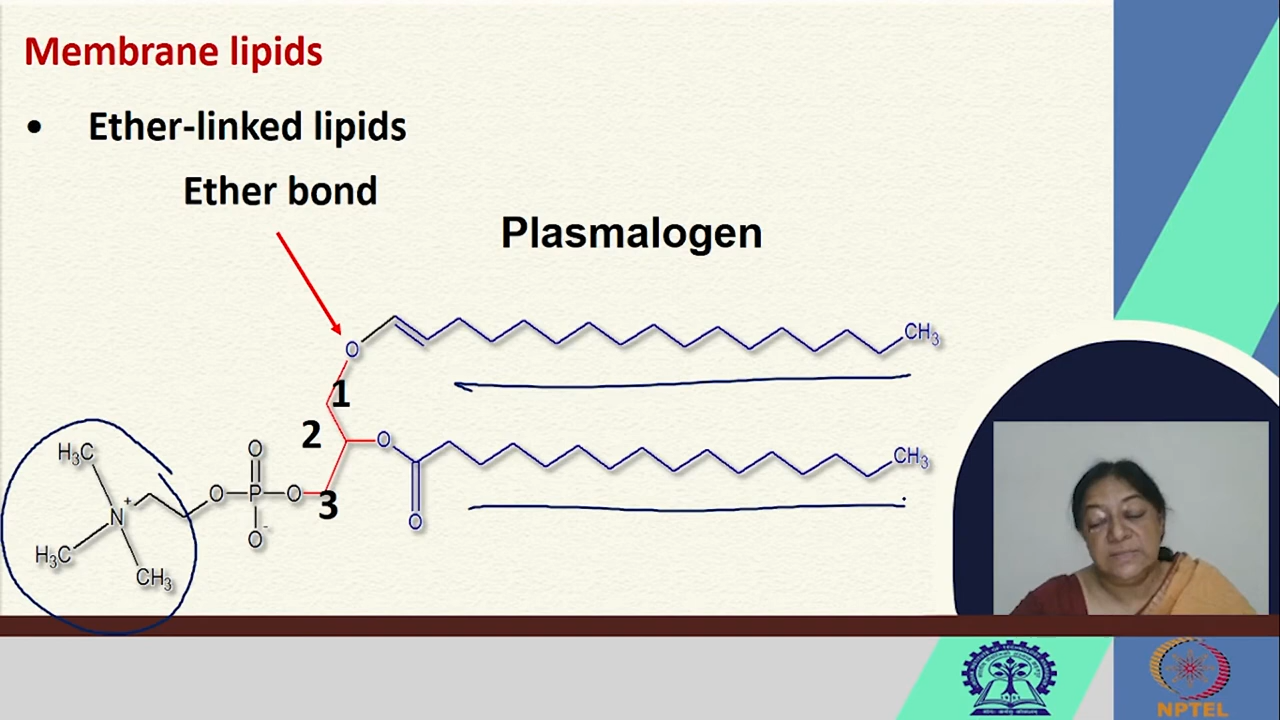 Membrane lipids
• Ether-linked lipids
Ether bond
Plasmalogen
O
CH3
1
2
O
CH3
H3C
O
N+
O
P
O
3
O
O-
H3C
CH3
NPTEL